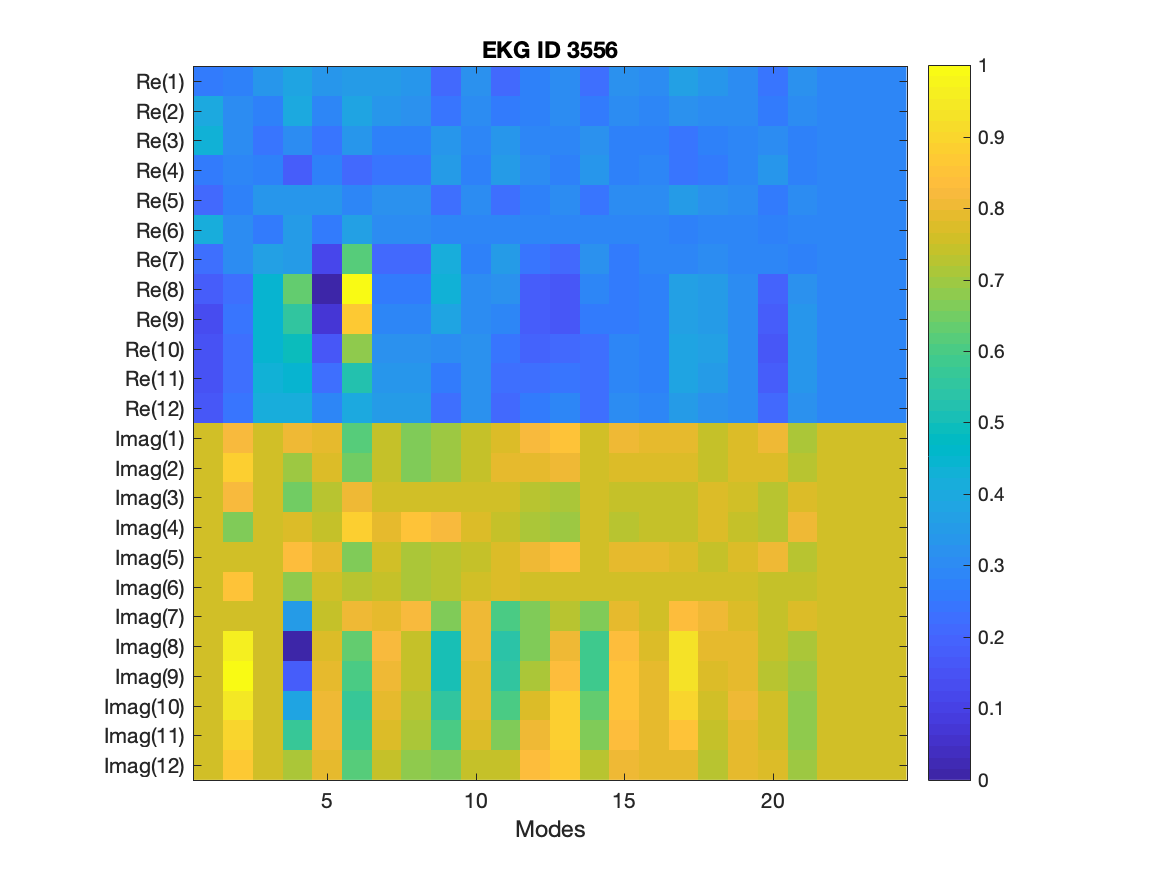 EKG ID 3556
Re(1)
Re(2)
Re(3)
Re(4)
Re(5)
Re(6)
Re(7)
Re(8)
Re(9)
Re(10)
Re(11)
Re(12)
Imag(1)
Imag(2)
Imag(3)
Imag(4)
Imag(5)
Imag(6)
Imag(7)
Imag(8)
Imag(9)
Imag(10)
Imag(11)
Imag(12)
5 10 15 20
Modes
1
0.9
0.8
0.7
0.6
0.5
0.4
0.3
0.2
0.1
0